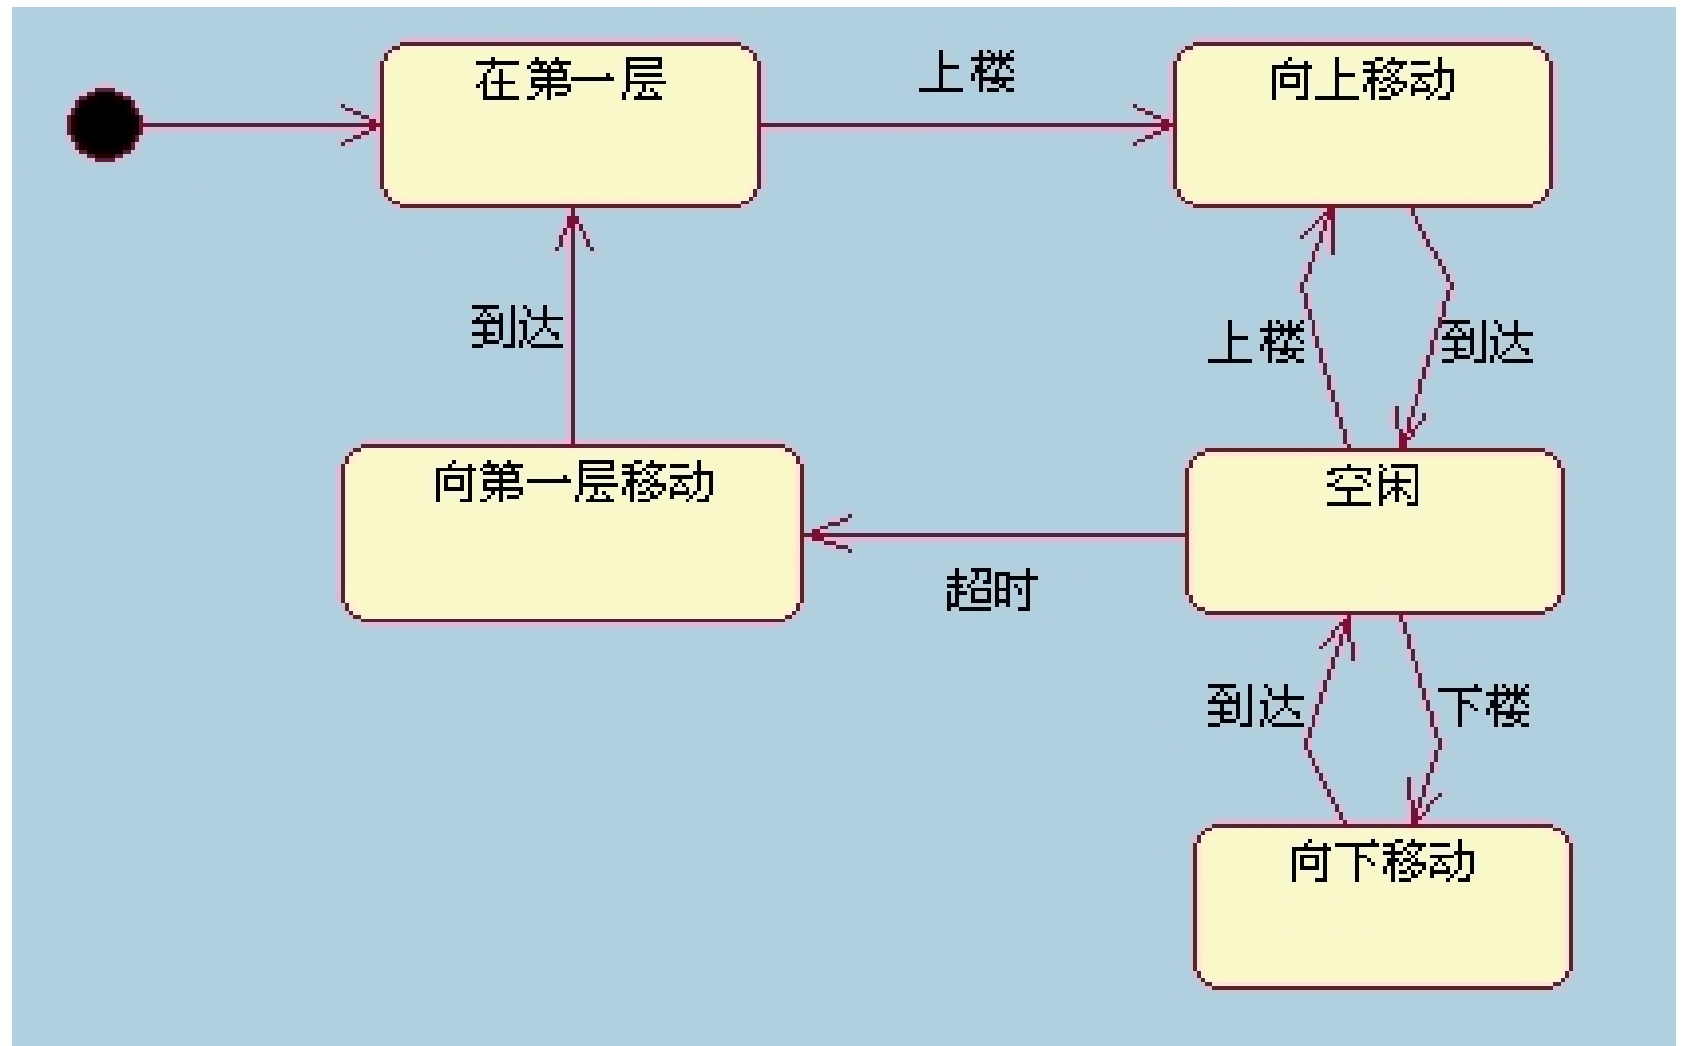 在第一层
上楼
向上移动
到达
上楼
到达
向第一层移动
空闲
超时
到达
下楼
向下移动